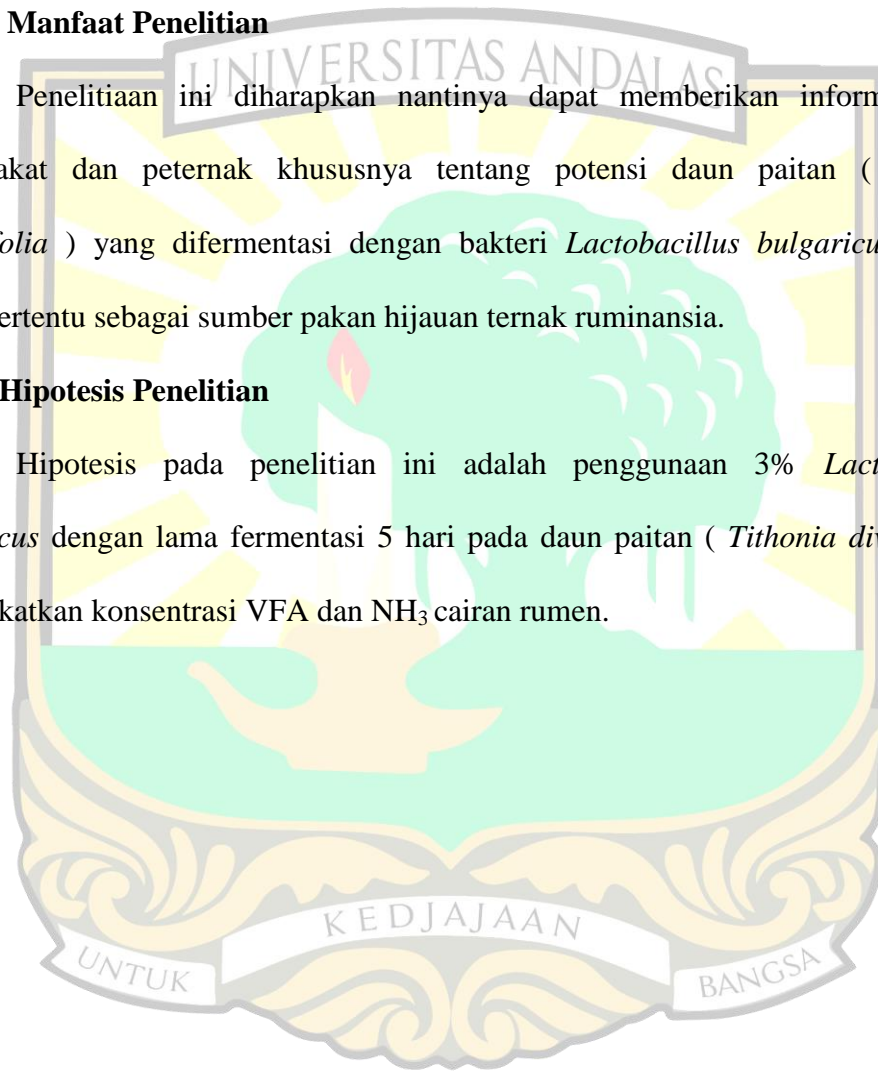 Manfaat Penelitian
UNIVERSITAS ANDALAS
Penelitiaan ini diharapkan nantinya dapat memberikan inform
akat dan peternak khususnya tentang potensi daun paitan (
folia ) yang difermentasi dengan bakteri Lactobacillus bulgaricu
ertentu sebagai sumber pakan hijauan ternak ruminansia.
Hipotesis Penelitian
Hipotesis pada penelitian ini adalah penggunaan 3% Lact
cus dengan lama fermentasi 5 hari pada daun paitan ( Tithonia div
katkan konsentrasi VFA dan NH₃ cairan rumen.
KEDJAJAAN
UNTUK
BANGSA